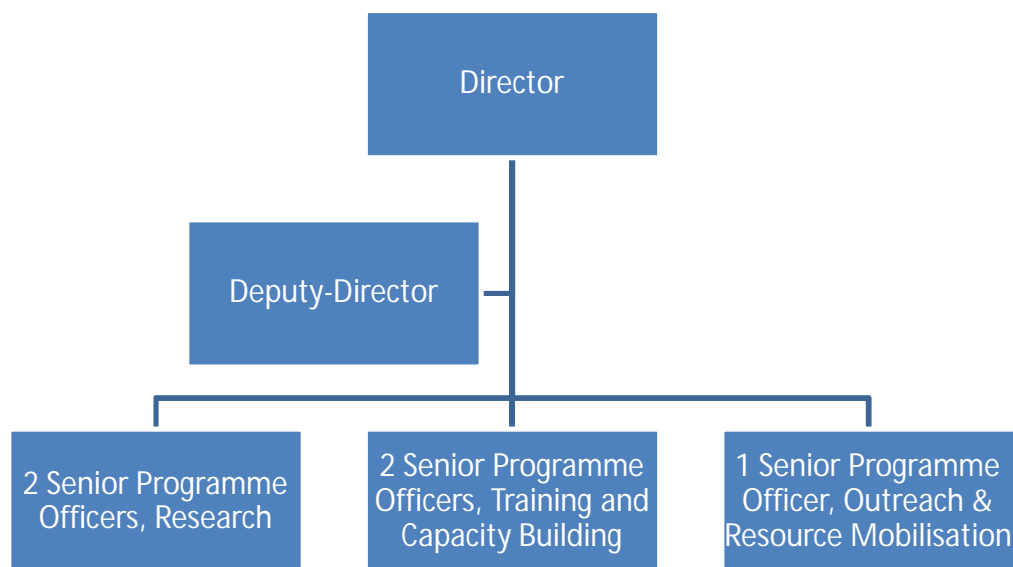 Director
Deputy-Director
2 Senior Programme
Officers, Research
2 Senior Programme
Officers, Training and
Capacity Building
1 Senior Programme
Officer, Outreach &
Resource Mobilisation